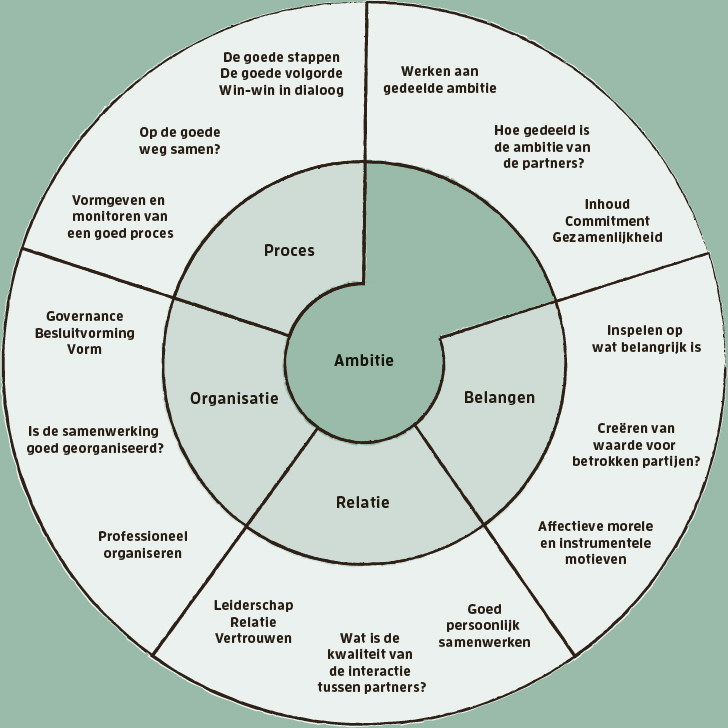 De goede stappen
De goede volgorde
Win-win in dialoog
Op de goede
weg samen?
Vormgeven en
monitoren van
een goed proces
Werken aan
gedeelde ambitie
Hoe gedeeld is
de ambitie van
de partners?
Inhoud
Commitment
Gezamenlijkheid
Proces
Ambitie
Organisatie
Belangen
Relatie
Governance
Besluitvorming
Vorm
Is de samenwerking
goed georganiseerd?
Professioneel
organiseren
Inspelen op
wat belangrijk is
Creëren van
waarde voor
betrokken partijen?
Affectieve morele
en instrumentele
motieven
Leiderschap
Relatie
Vertrouwen
Wat is de
kwaliteit van
de interactie
tussen partners?
Goed
persoonlijk
samenwerken